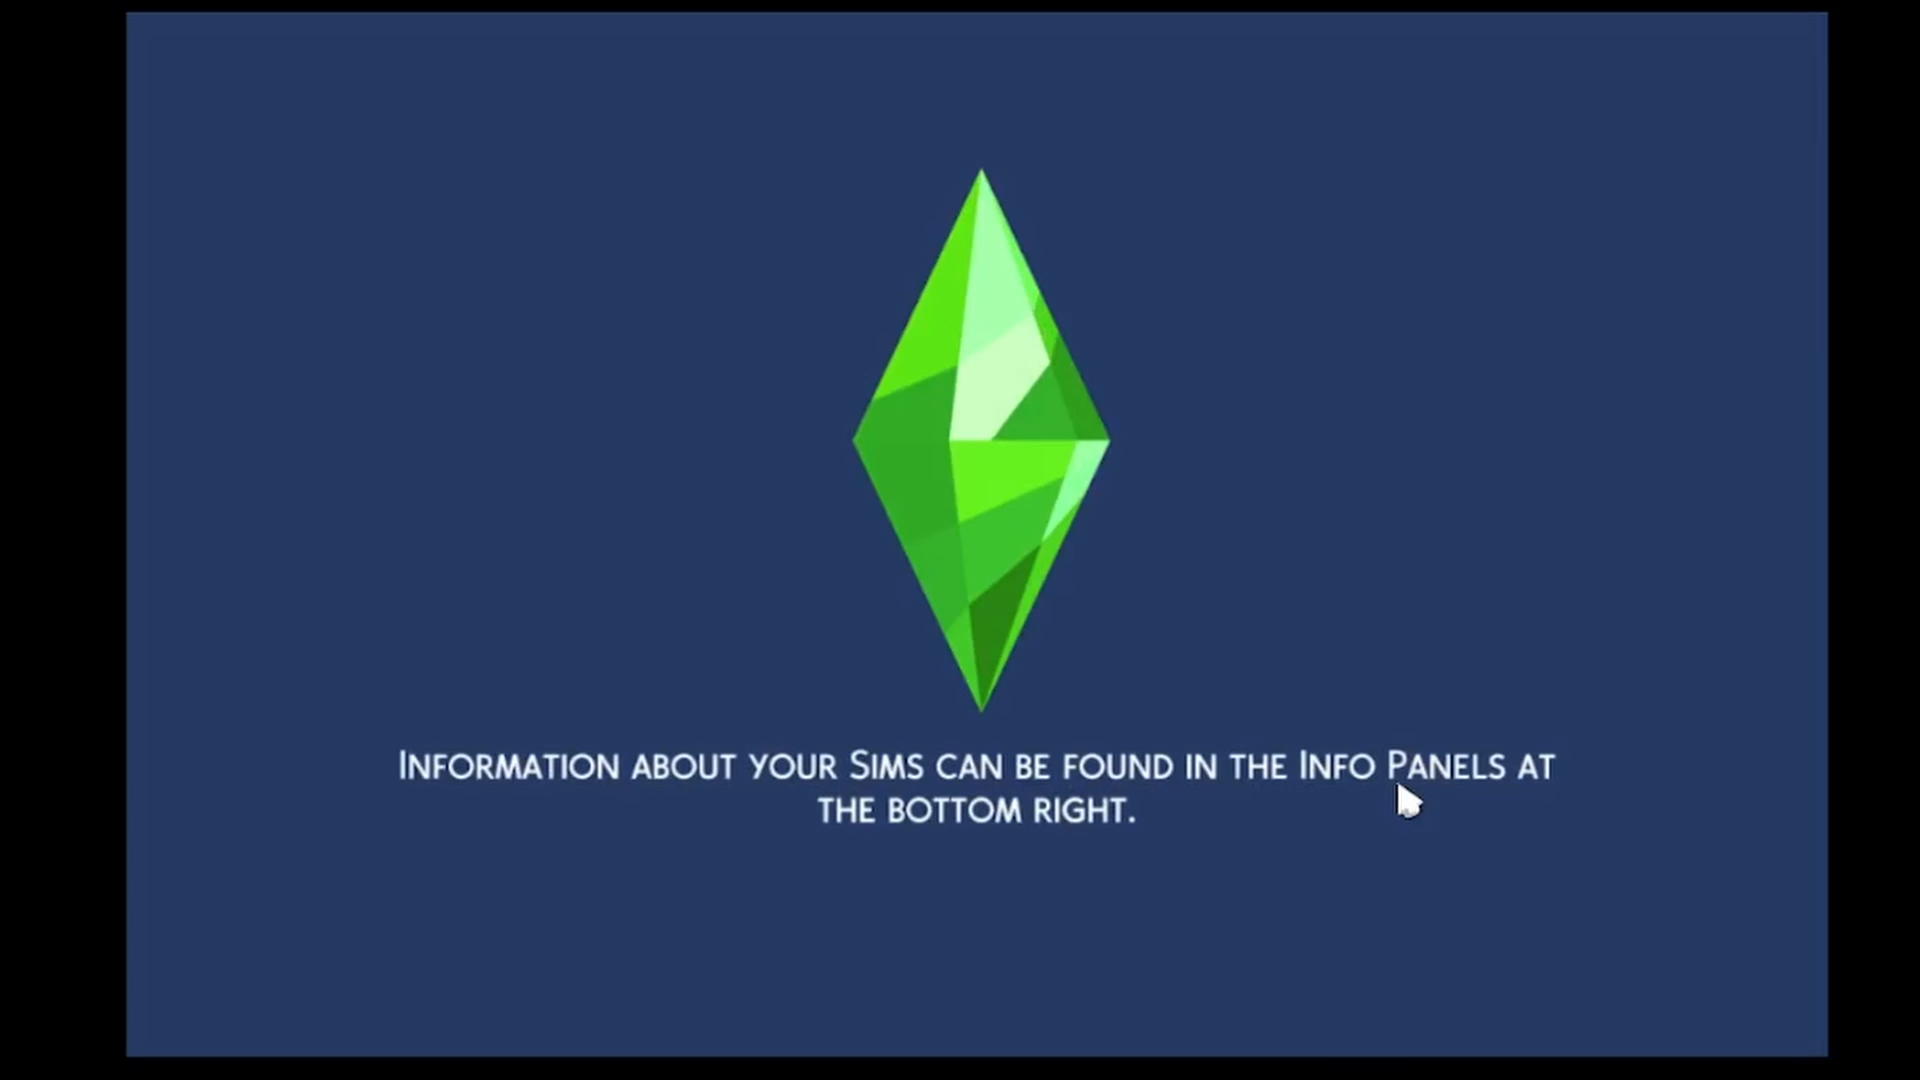 Information about your Sims can be found in the Info Panels at
the bottom right.